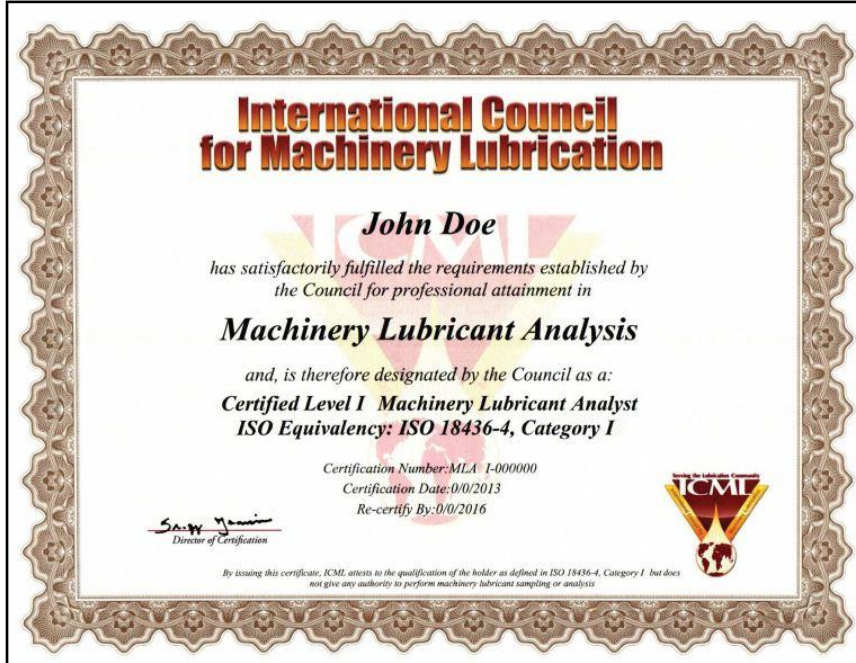 International Council
for Machinery Lubrication
John Doe
has satisfactorily fulfilled the requirements established by
the Council for professional attainment in
Machinery Lubricant Analysis
and, is therefore designated by the Council as a:
Certified Level I Machinery Lubricant Analyst
ISO Equivalency: ISO 18436-4, Category I
Certification Number:MLA I-000000
Certification Date:0/0/2013
Re-certify By:0/0/2016
Director of Certification
Serving the Lubrication Community
ICML
By issuing this certificate, ICML attests to the qualification of the holder as defined in ISO 18436-4, Category I but does
not give any authority to perform machinery lubricant sampling or analysis